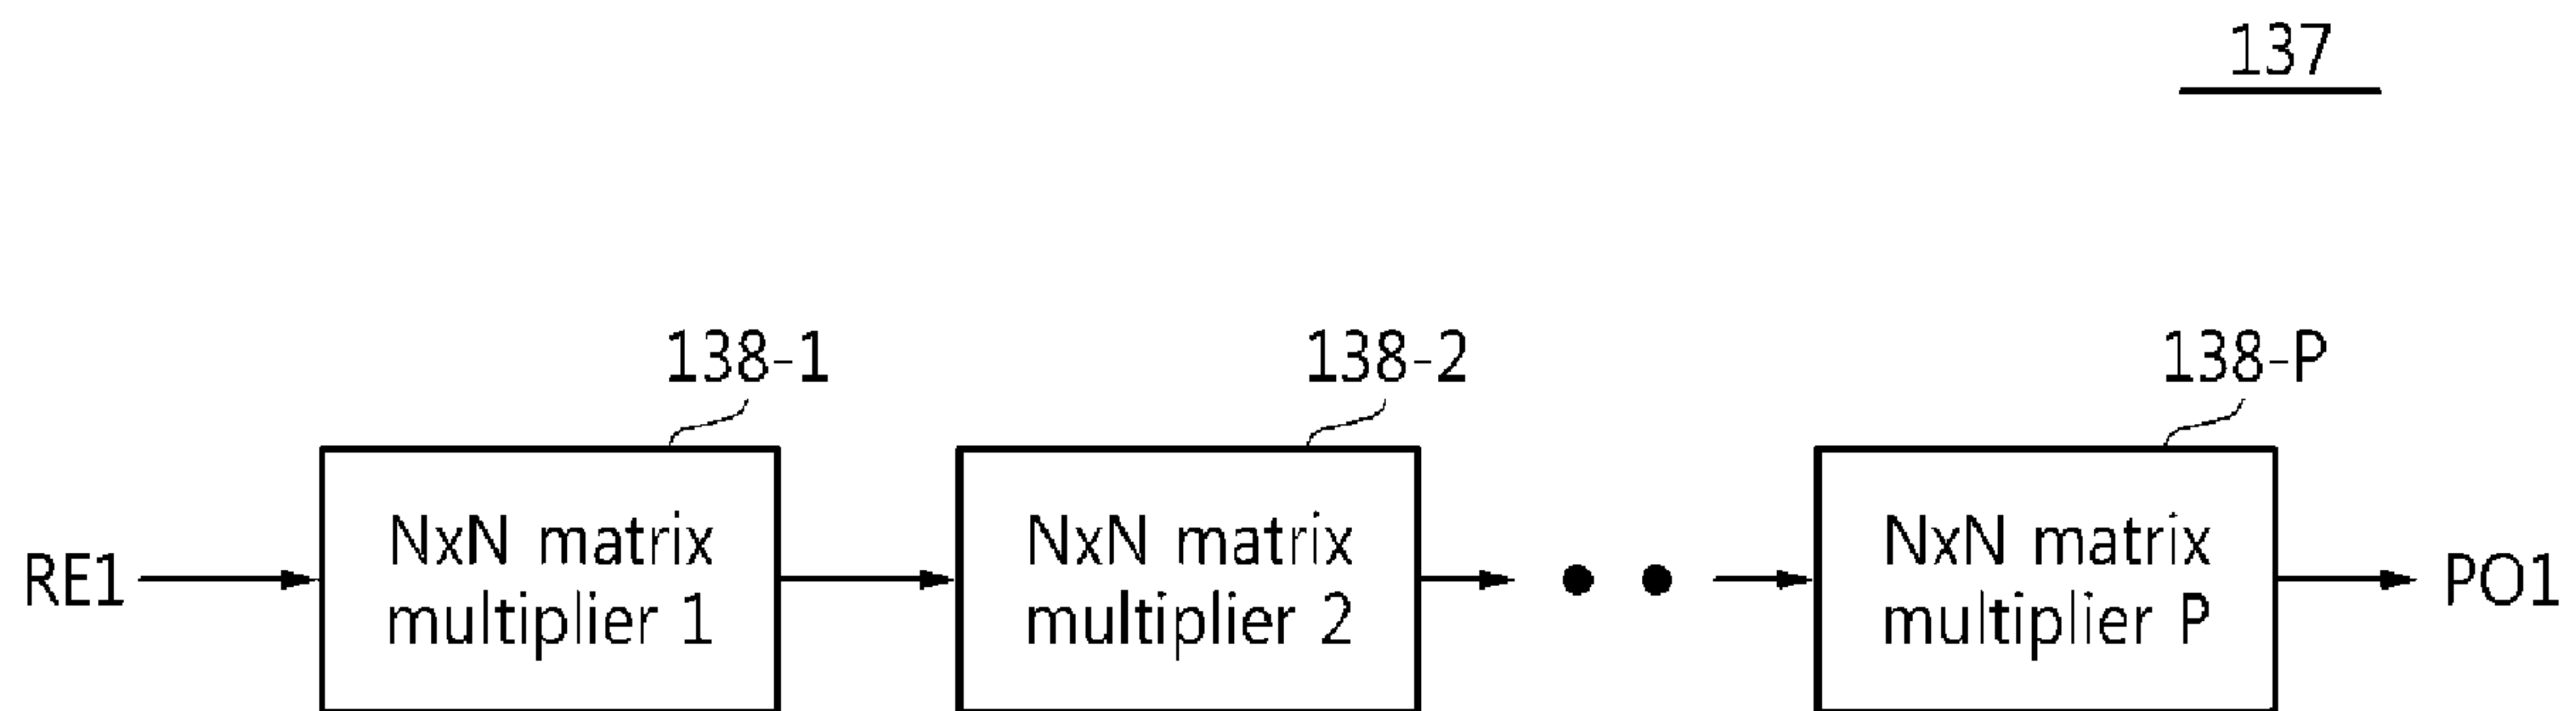 137
138-1
138-2
138-P
RE1
NxN matrix
multiplier 1
NxN matrix
multiplier 2
NxN matrix
multiplier P
PO1